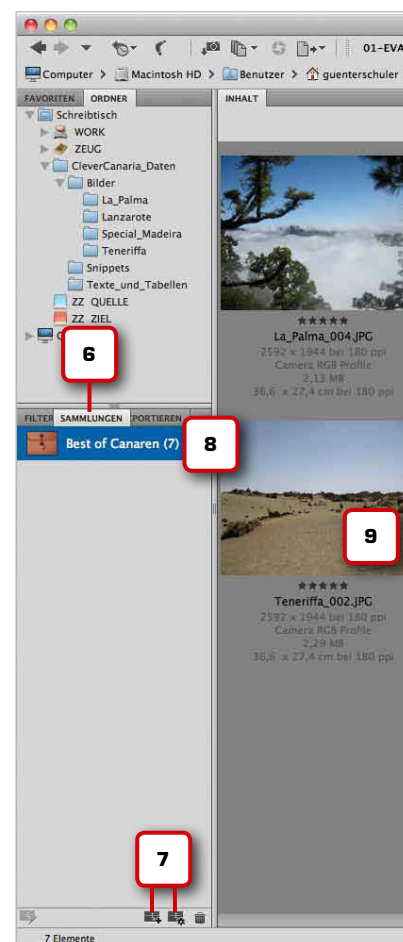 01-EVA
Computer > Macintosh HD > Benutzer > guenterschuler
FAVORITEN ORDNER
Schreibtisch
WORK
ZEUG
CleverCanaria_Daten
Bilder
La_Palma
Lanzarote
Special_Madeira
Teneriffa
Snippets
Texte_und_Tabellen
ZZ QUELLE
ZZ ZIEL
6
FILTER SAMMLUNGEN PORTIEREN
Best of Canaren (7)
8
7
7 Elemente
INHALT
La_Palma_004.JPG
2592 x 1944 bei 180 ppi
Camera RGB Profile
2,13 MB
36,6 x 27,4 cm bei 180 ppi
9
Teneriffa_002.JPG
2592 x 1944 bei 180 ppi
Camera RGB Profile
2,29 MB
36,6 x 27,4 cm bei 180 ppi